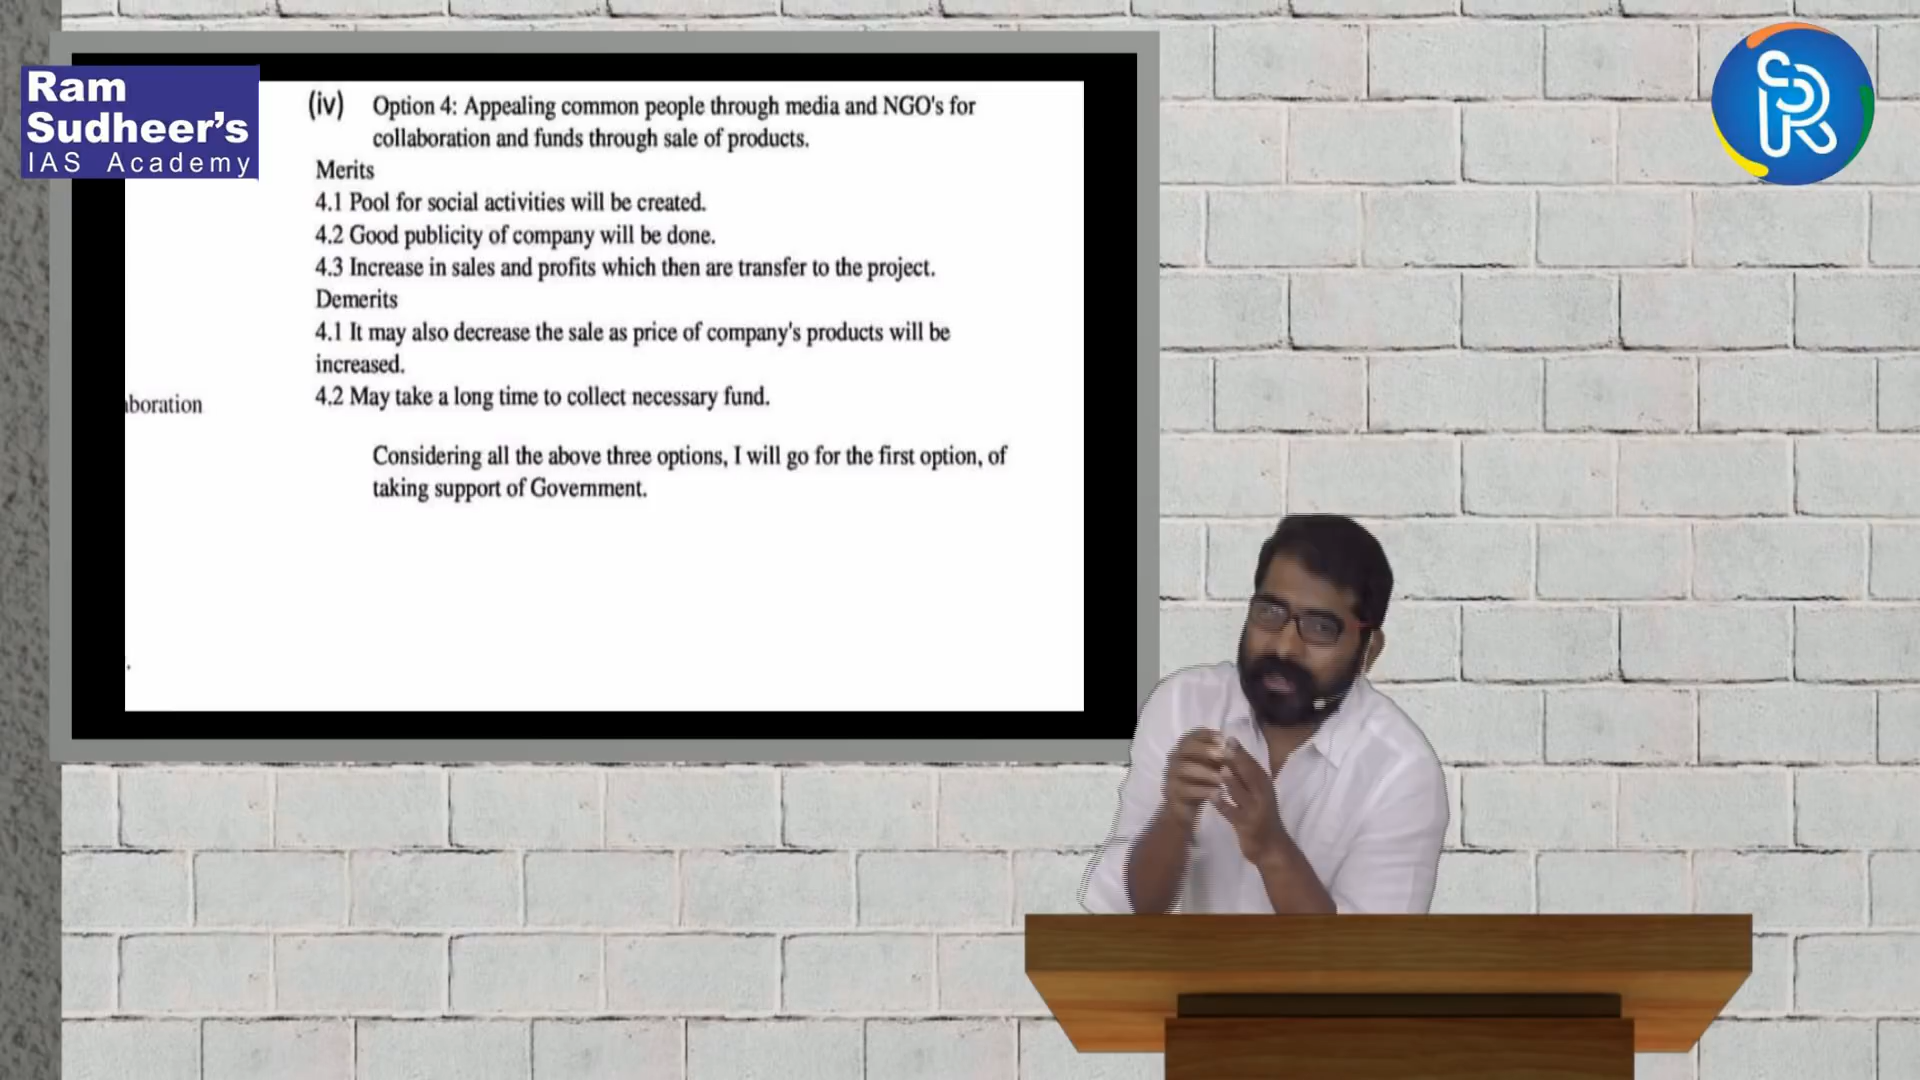 Ram
Sudheer's
IAS Academy
(iv) Option 4: Appealing common people through media and NGO's for
collaboration and funds through sale of products.
Merits
4.1 Pool for social activities will be created.
4.2 Good publicity of company will be done.
4.3 Increase in sales and profits which then are transfer to the project.
Demerits
4.1 It may also decrease the sale as price of company's products will be
increased.
4.2 May take a long time to collect necessary fund.
boration
Considering all the above three options, I will go for the first option, of
taking support of Government.